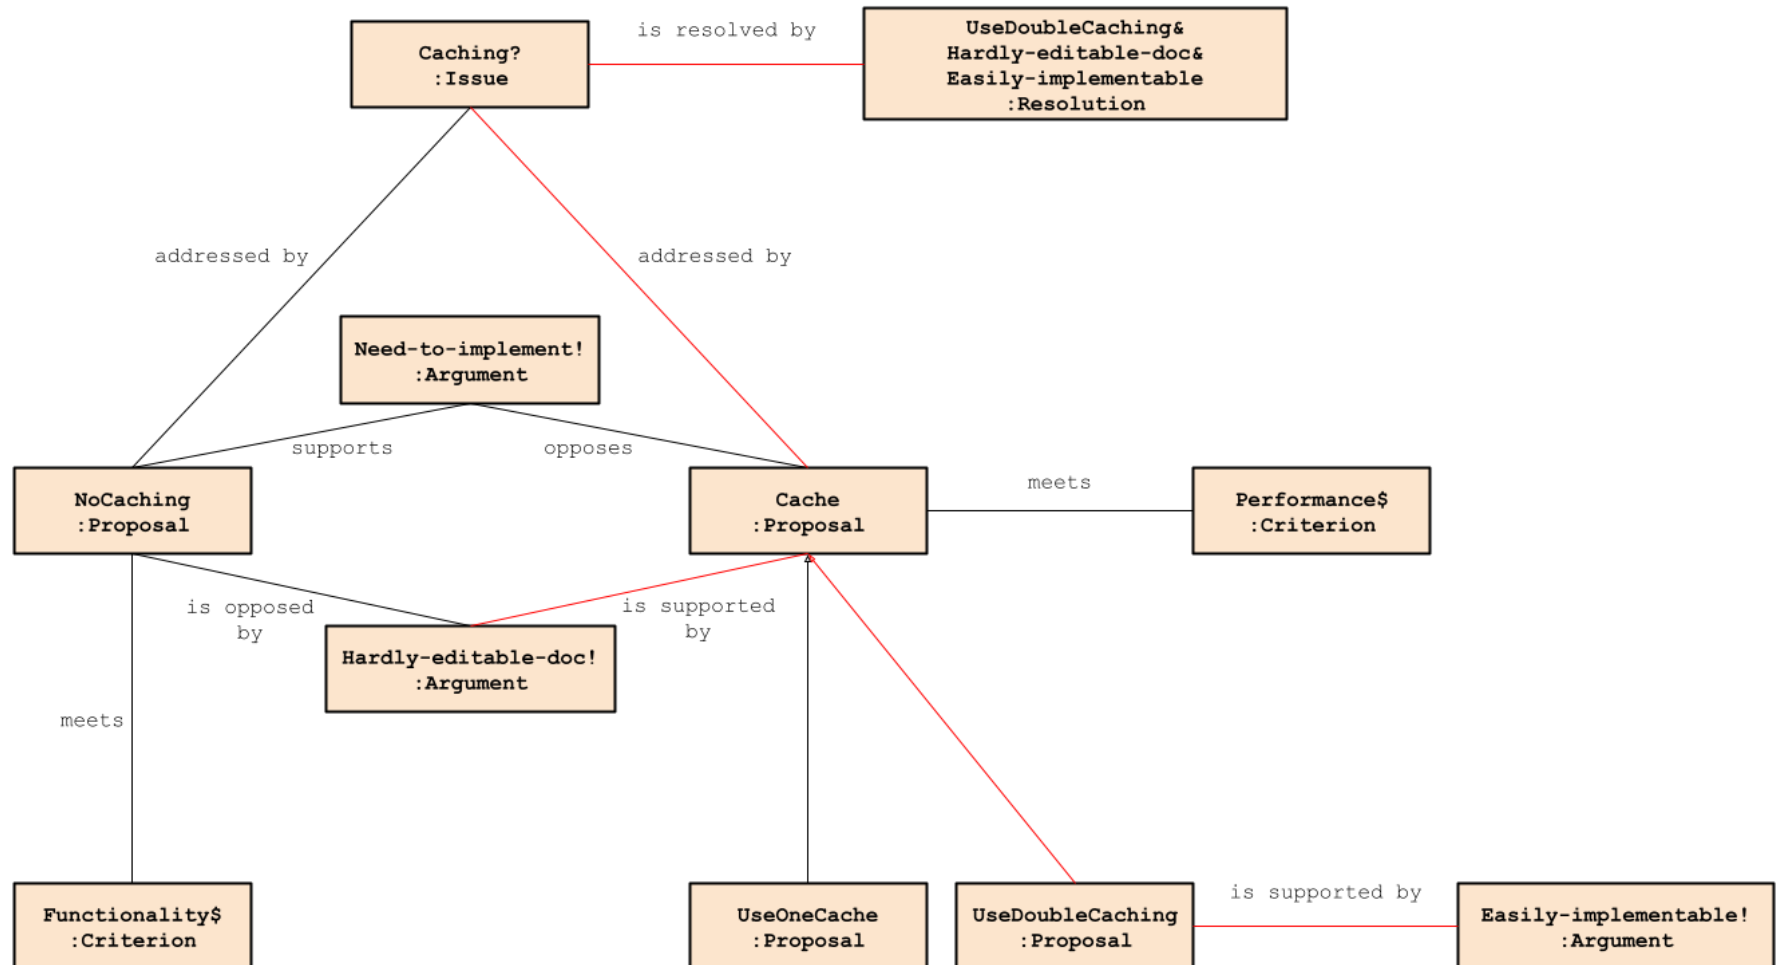 Caching?
:Issue
is resolved by
UseDoubleCaching&
Hardly-editable-doc&
Easily-implementable
:Resolution
addressed by
addressed by
Need-to-implement!
:Argument
supports
opposes
NoCaching
:Proposal
Cache
:Proposal
meets
Performance$
:Criterion
is opposed
by
is supported
by
Hardly-editable-doc!
:Argument
meets
Functionality$
:Criterion
UseOneCache
:Proposal
UseDoubleCaching
:Proposal
is supported by
Easily-implementable!
:Argument